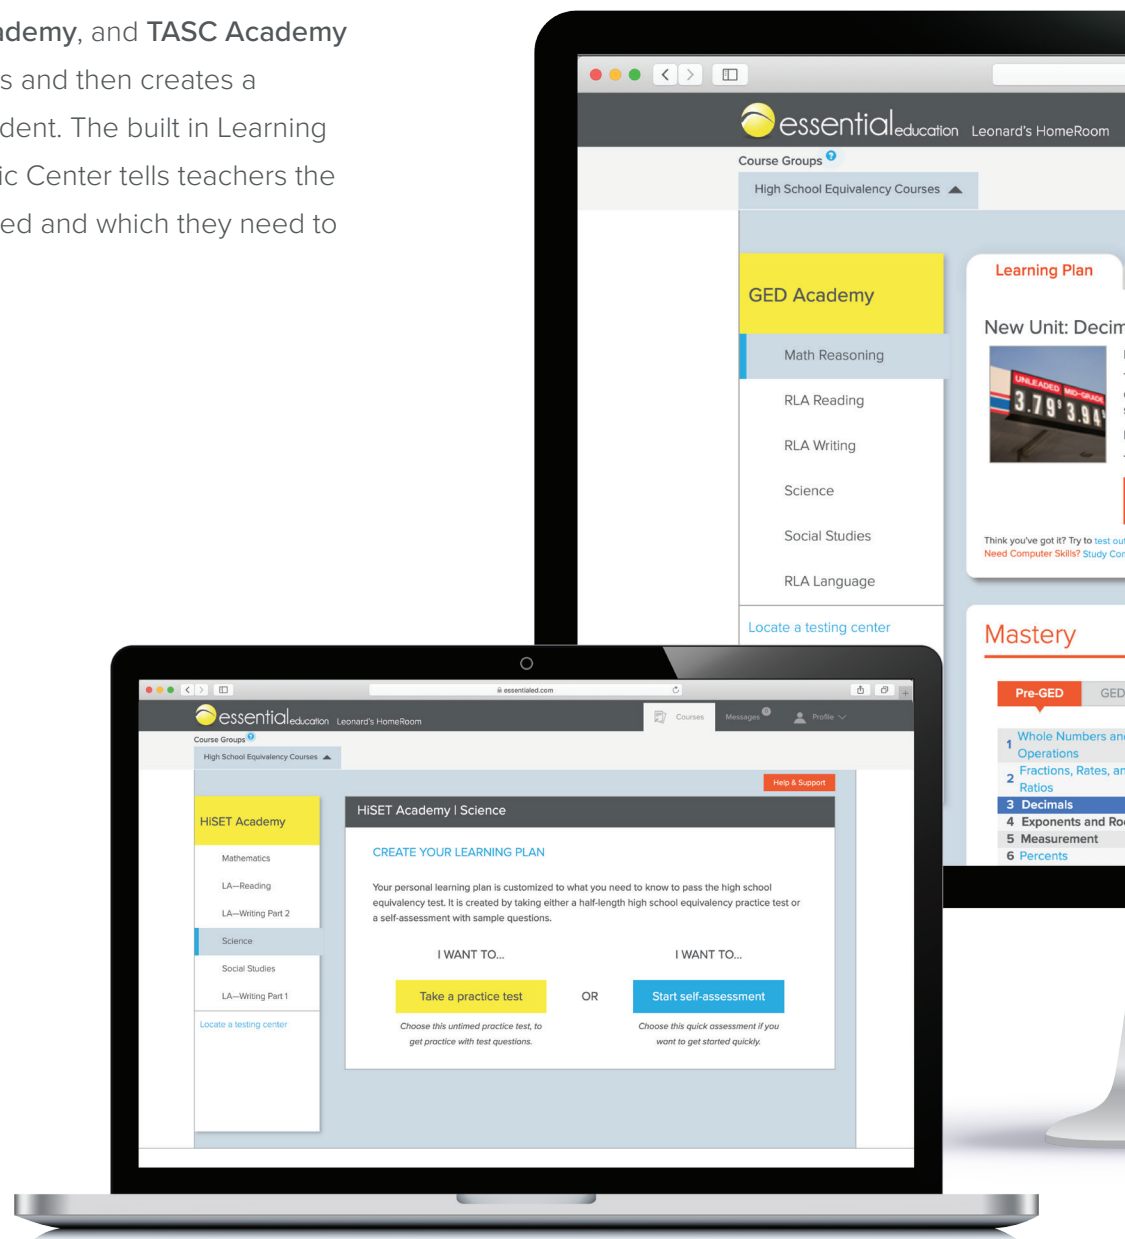 ademy, and TASC Academy
s and then creates a
dent. The built in Learning
ic Center tells teachers the
ed and which they need to
essential education Leonard's HomeRoom
Course Groups ?
High School Equivalency Courses
GED Academy
Math Reasoning
RLA Reading
RLA Writing
Science
Social Studies
RLA Language
Locate a testing center
Learning Plan
New Unit: Decim
UNLEADED MID-GRADE
3.79⁹ 3.94⁹
Think you've got it? Try to test out
Need Computer Skills? Study Com
Mastery
Pre-GED GED
1 Whole Numbers and
Operations
2 Fractions, Rates, an
Ratios
3 Decimals
4 Exponents and Roo
5 Measurement
6 Percents
essentialed.com
essential education Leonard's HomeRoom
Courses Messages 0 Profile
Course Groups ?
High School Equivalency Courses
Help & Support
HiSET Academy
Mathematics
LA—Reading
LA—Writing Part 2
Science
Social Studies
LA—Writing Part 1
Locate a testing center
HiSET Academy | Science
CREATE YOUR LEARNING PLAN
Your personal learning plan is customized to what you need to know to pass the high school
equivalency test. It is created by taking either a half-length high school equivalency practice test or
a self-assessment with sample questions.
I WANT TO... I WANT TO...
Take a practice test OR Start self-assessment
Choose this untimed practice test, to
get practice with test questions.
Choose this quick assessment if you
want to get started quickly.